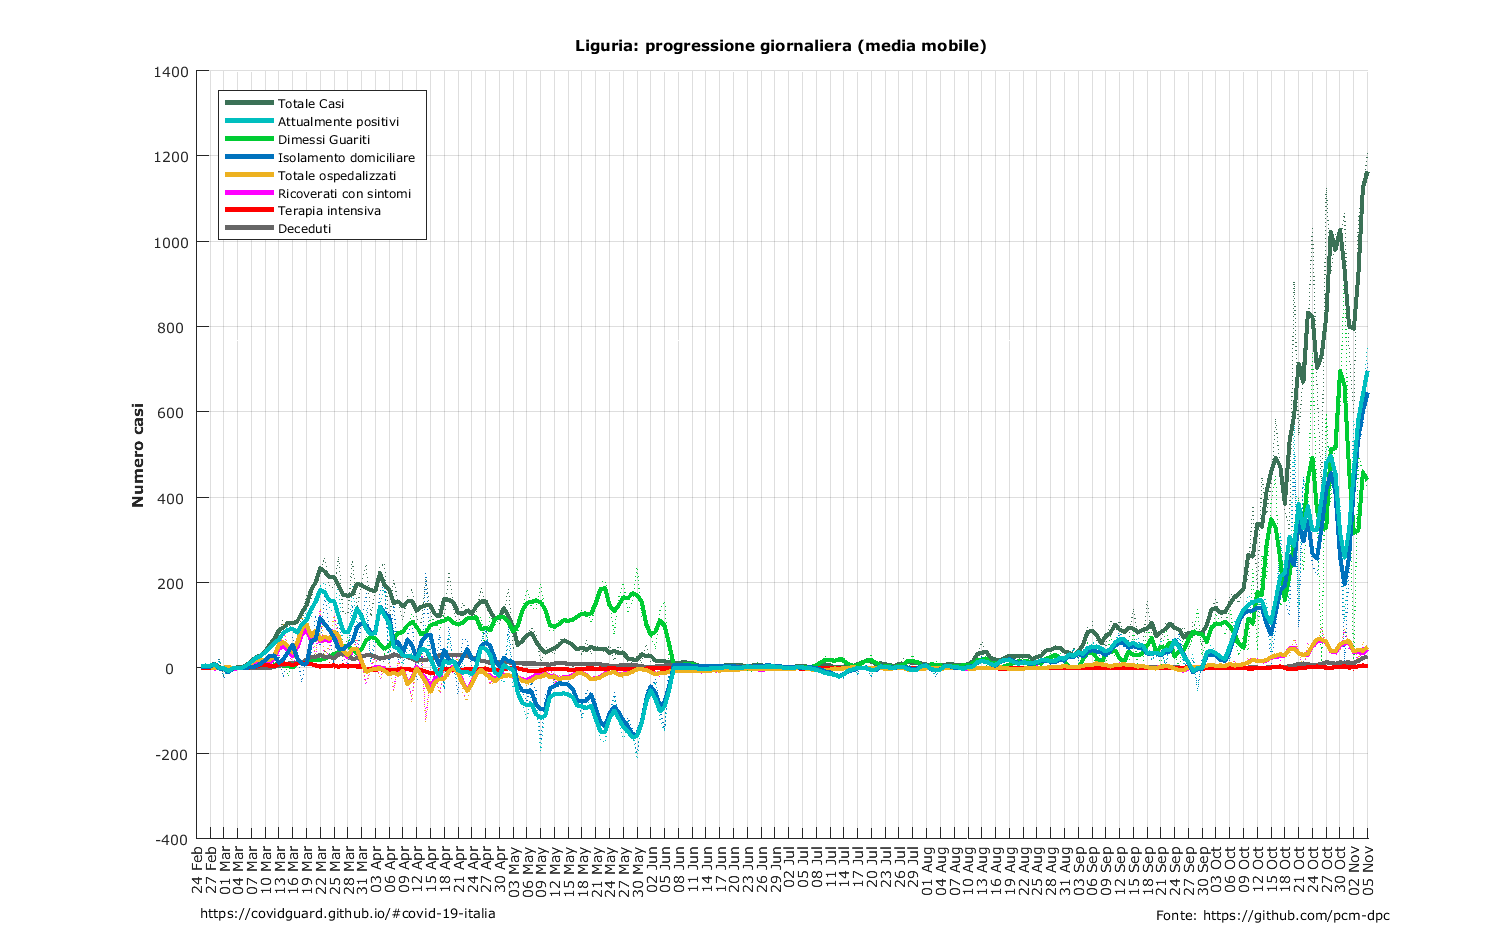 Liguria: progressione giornaliera (media mobile)
1400
1200
1000
800
600
400
200
0
-200
-400
Numero casi
Totale Casi
Attualmente positivi
Dimessi Guariti
Isolamento domiciliare
Totale ospedalizzati
Ricoverati con sintomi
Terapia intensiva
Deceduti
24 Feb
27 Feb
01 Mar
04 Mar
07 Mar
10 Mar
13 Mar
16 Mar
19 Mar
22 Mar
25 Mar
28 Mar
31 Mar
03 Apr
06 Apr
09 Apr
12 Apr
15 Apr
18 Apr
21 Apr
24 Apr
27 Apr
30 Apr
03 May
06 May
09 May
12 May
15 May
18 May
21 May
24 May
27 May
30 May
02 Jun
05 Jun
08 Jun
11 Jun
14 Jun
17 Jun
20 Jun
23 Jun
26 Jun
29 Jun
02 Jul
05 Jul
08 Jul
11 Jul
14 Jul
17 Jul
20 Jul
23 Jul
26 Jul
29 Jul
01 Aug
04 Aug
07 Aug
10 Aug
13 Aug
16 Aug
19 Aug
22 Aug
25 Aug
28 Aug
31 Aug
03 Sep
06 Sep
09 Sep
12 Sep
15 Sep
18 Sep
21 Sep
24 Sep
27 Sep
30 Sep
03 Oct
06 Oct
09 Oct
12 Oct
15 Oct
18 Oct
21 Oct
24 Oct
27 Oct
30 Oct
02 Nov
05 Nov
https://covidguard.github.io/#covid-19-italia
Fonte: https://github.com/pcm-dpc